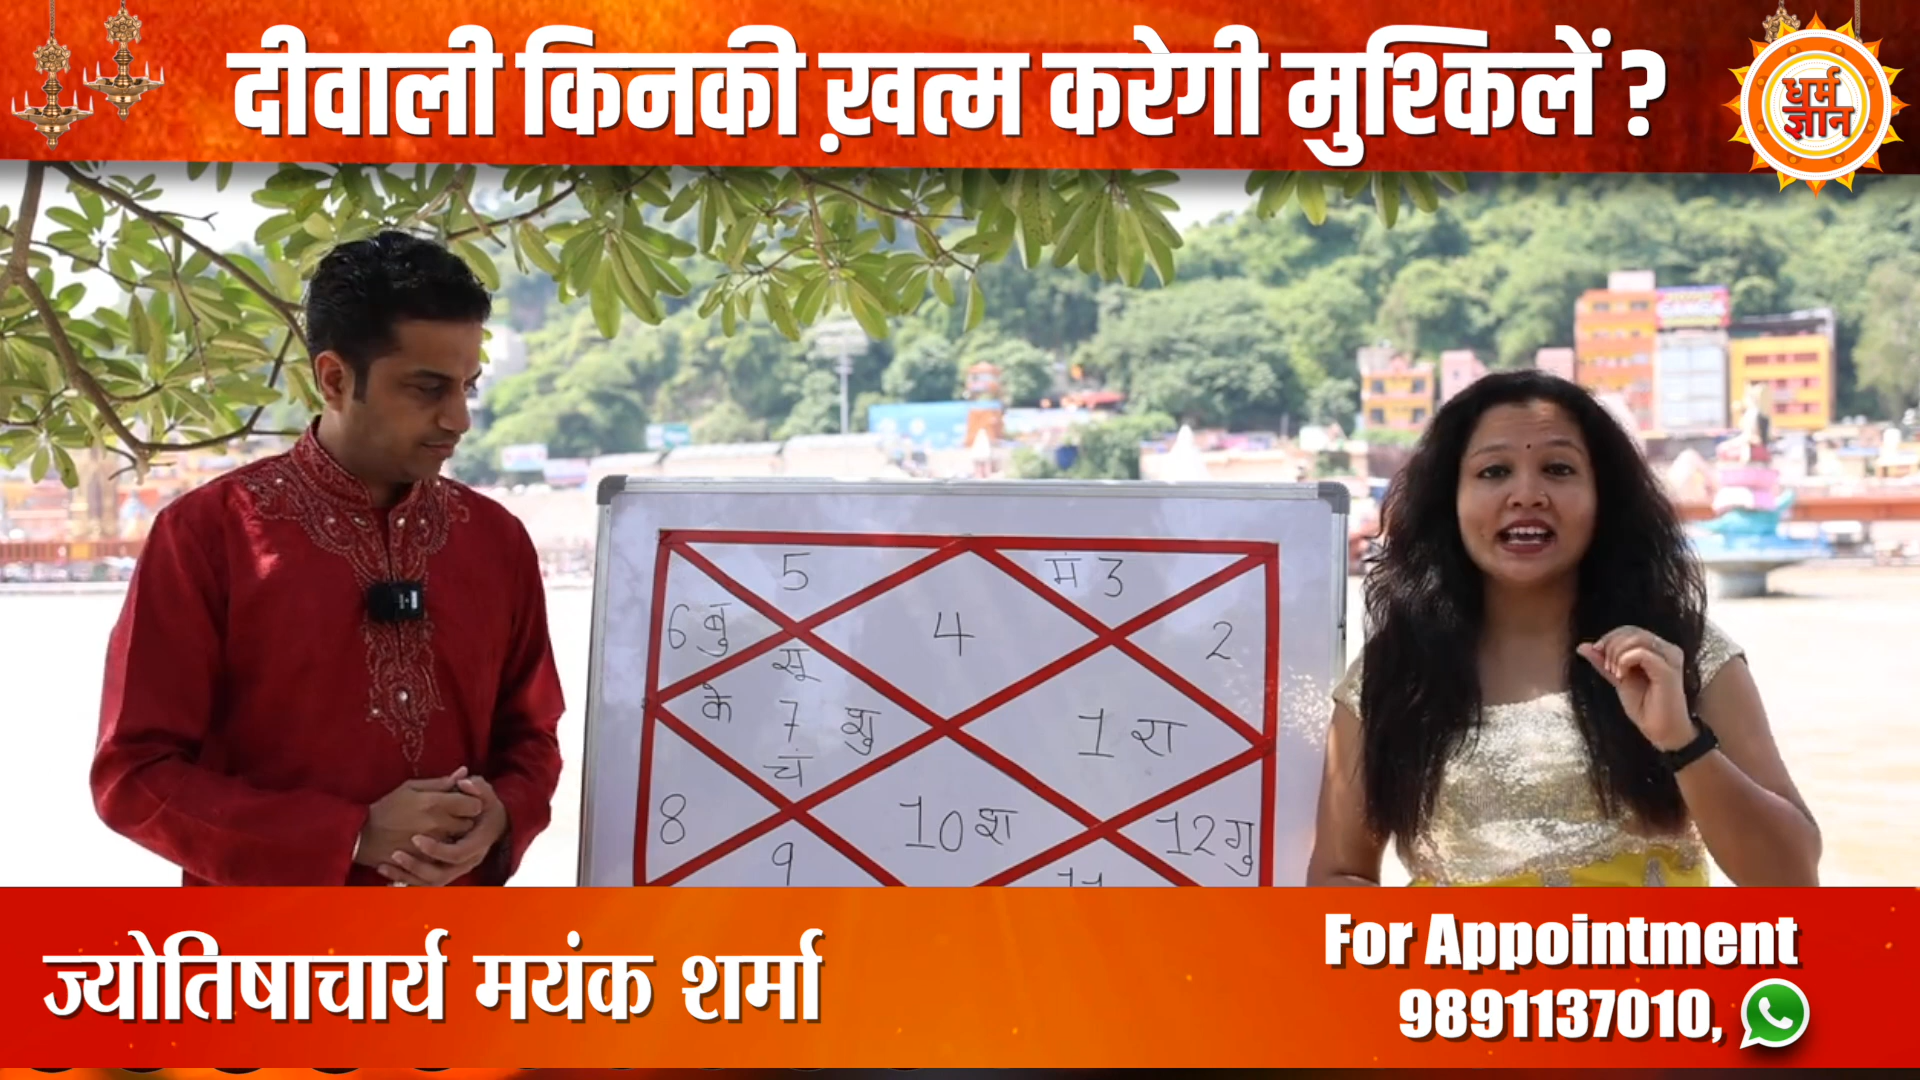 दीवाली किनकी ख़त्म करेगी मुश्किलें ?
धर्म
ज्ञान
5
मं 3
6 बु
4
2
सू
के 7 शु
1 रा
चं
8
10 श
12 गु
9
11
ज्योतिषाचार्य मयंक शर्मा
For Appointment
9891137010,